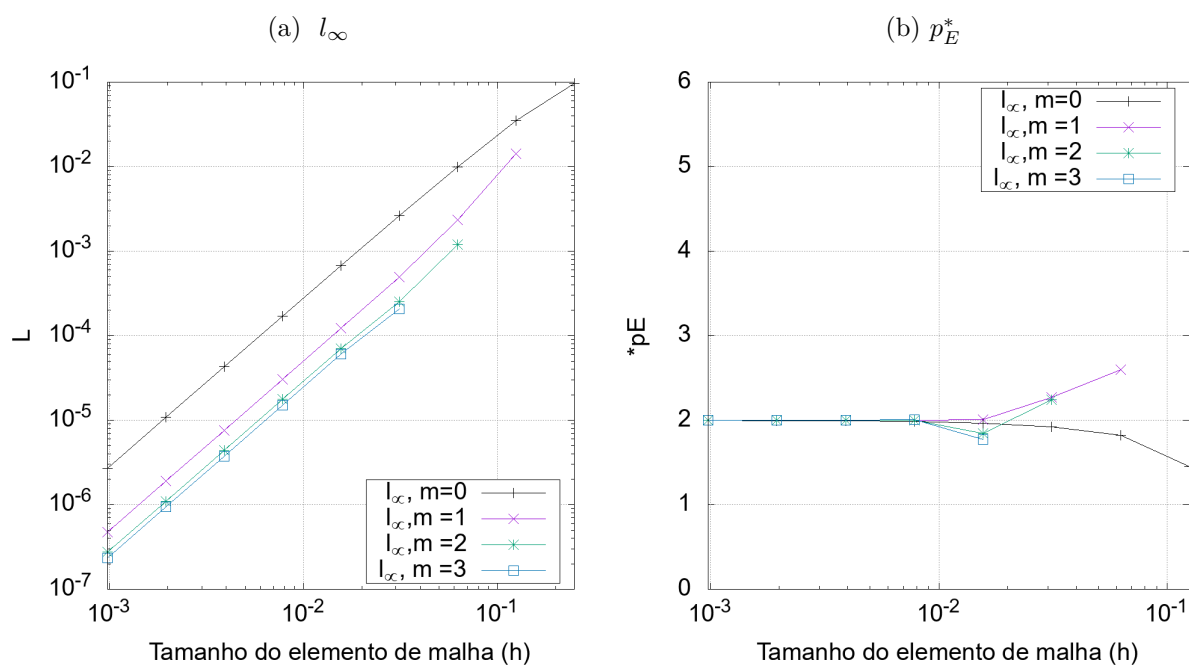 (a) l∞
10⁻¹
10⁻²
10⁻³
10⁻⁴
10⁻⁵
10⁻⁶
10⁻⁷
L
l∞, m=0
l∞,m =1
l∞,m =2
l∞, m =3
10⁻³
10⁻²
10⁻¹
Tamanho do elemento de malha (h)
(b) p*E
6
5
4
3
2
1
0
*pE
l∞, m=0
l∞,m =1
l∞,m =2
l∞, m =3
10⁻³
10⁻²
10⁻¹
Tamanho do elemento de malha (h)